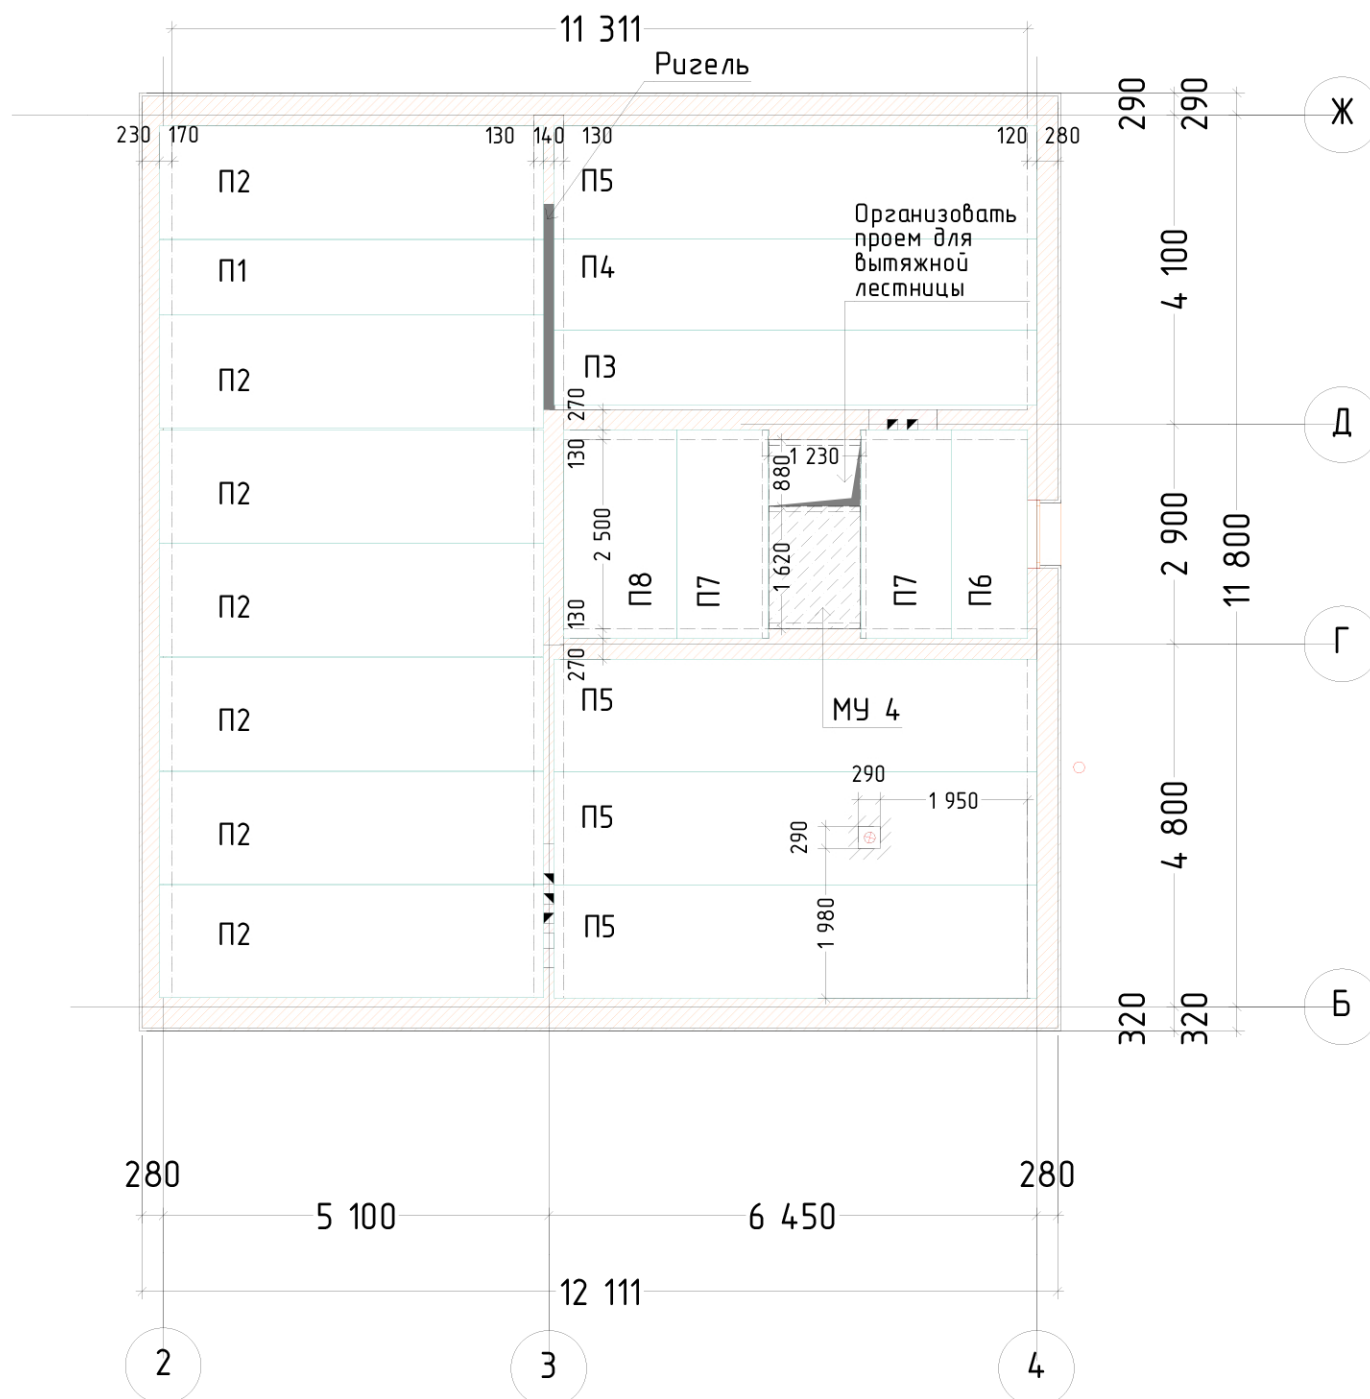 11 311
Ригель
290
290
Ж
230
170
130
140
130
120
280
П2
П5
Организовать
проем для
вытяжной
лестницы
П1
П4
4 100
П2
П3
270
Д
130
880
1 230
П2
2 500
1 620
2 900
11 800
П8
П7
П7
П6
П2
130
Г
270
П5
П2
МУ 4
290
1 950
П5
290
П2
4 800
1 980
П5
П2
320
320
Б
280
280
5 100
6 450
12 111
2
3
4